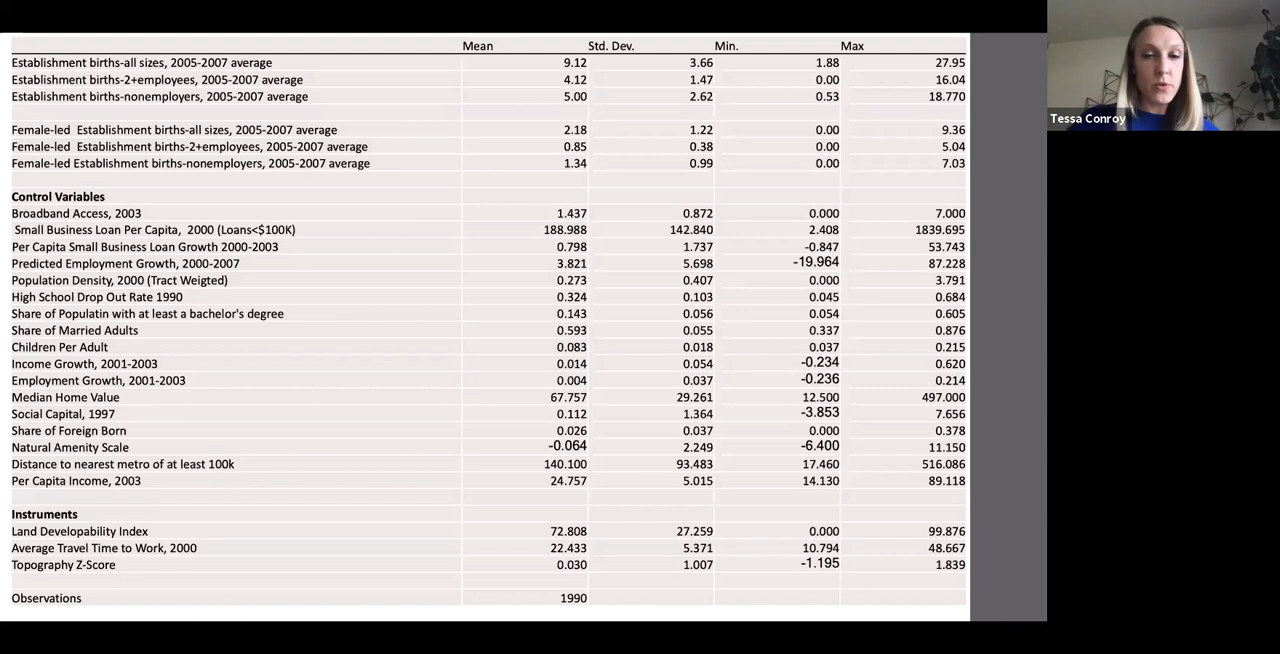 Mean Std. Dev. Min. Max
Establishment births-all sizes, 2005-2007 average 9.12 3.66 1.88 27.95
Establishment births-2+employees, 2005-2007 average 4.12 1.47 0.00 16.04
Establishment births-nonemployers, 2005-2007 average 5.00 2.62 0.53 18.770
Female-led Establishment births-all sizes, 2005-2007 average 2.18 1.22 0.00 9.36
Female-led Establishment births-2+employees, 2005-2007 average 0.85 0.38 0.00 5.04
Female-led Establishment births-nonemployers, 2005-2007 average 1.34 0.99 0.00 7.03
Control Variables
Broadband Access, 2003 1.437 0.872 0.000 7.000
Small Business Loan Per Capita, 2000 (Loans<$100K) 188.988 142.840 2.408 1839.695
Per Capita Small Business Loan Growth 2000-2003 0.798 1.737 -0.847 53.743
Predicted Employment Growth, 2000-2007 3.821 5.698 -19.964 87.228
Population Density, 2000 (Tract Weigted) 0.273 0.407 0.000 3.791
High School Drop Out Rate 1990 0.324 0.103 0.045 0.684
Share of Populatin with at least a bachelor's degree 0.143 0.056 0.054 0.605
Share of Married Adults 0.593 0.055 0.337 0.876
Children Per Adult 0.083 0.018 0.037 0.215
Income Growth, 2001-2003 0.014 0.054 -0.234 0.620
Employment Growth, 2001-2003 0.004 0.037 -0.236 0.214
Median Home Value 67.757 29.261 12.500 497.000
Social Capital, 1997 0.112 1.364 -3.853 7.656
Share of Foreign Born 0.026 0.037 0.000 0.378
Natural Amenity Scale -0.064 2.249 -6.400 11.150
Distance to nearest metro of at least 100k 140.100 93.483 17.460 516.086
Per Capita Income, 2003 24.757 5.015 14.130 89.118
Instruments
Land Developability Index 72.808 27.259 0.000 99.876
Average Travel Time to Work, 2000 22.433 5.371 10.794 48.667
Topography Z-Score 0.030 1.007 -1.195 1.839
Observations 1990
Tessa Conroy